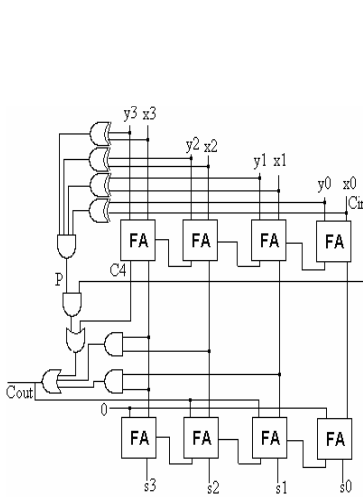 y3 x3
y2 x2
y1 x1
y0 x0
Cin
FA FA FA FA
C4
P
Cout
0
FA FA FA FA
s3 s2 s1 s0